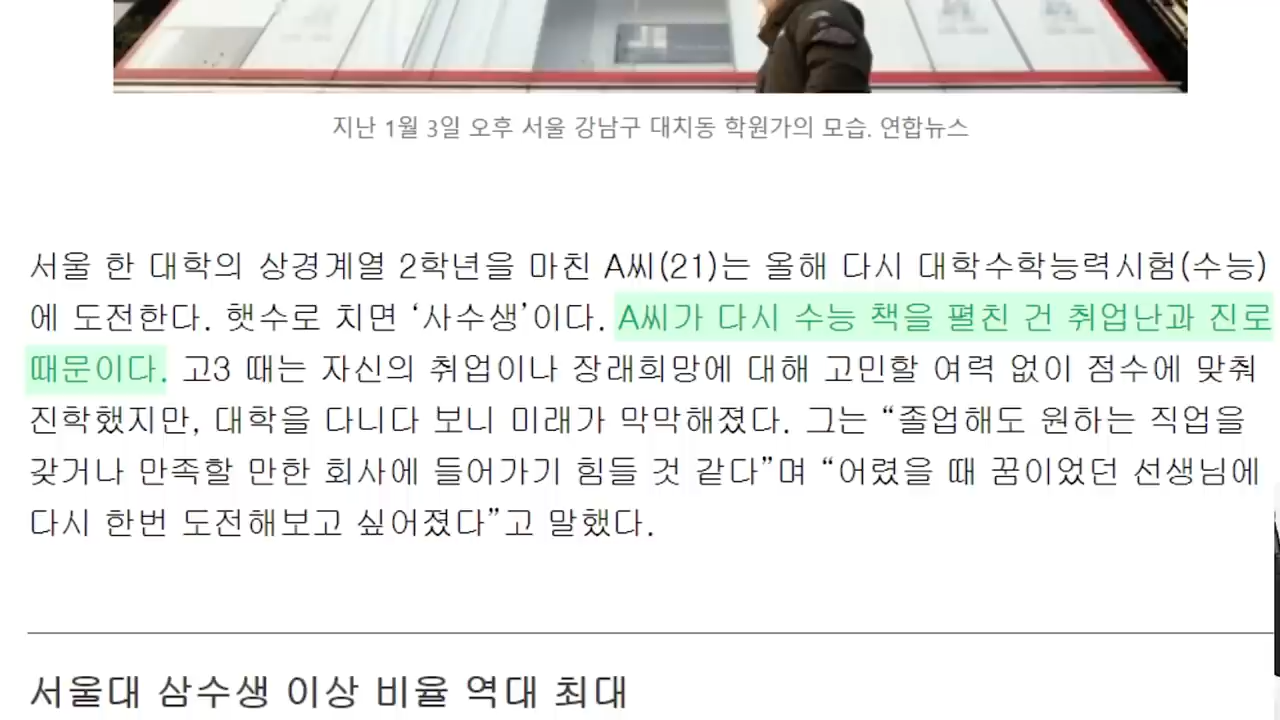 지난 1월 3일 오후 서울 강남구 대치동 학원가의 모습. 연합뉴스
서울 한 대학의 상경계열 2학년을 마친 A씨(21)는 올해 다시 대학수학능력시험(수능)
에 도전한다. 햇수로 치면 ‘사수생’이다. A씨가 다시 수능 책을 펼친 건 취업난과 진로
때문이다. 고3 때는 자신의 취업이나 장래희망에 대해 고민할 여력 없이 점수에 맞춰
진학했지만, 대학을 다니다 보니 미래가 막막해졌다. 그는 “졸업해도 원하는 직업을
갖거나 만족할 만한 회사에 들어가기 힘들 것 같다”며 “어렸을 때 꿈이었던 선생님에
다시 한번 도전해보고 싶어졌다”고 말했다.
서울대 삼수생 이상 비율 역대 최대